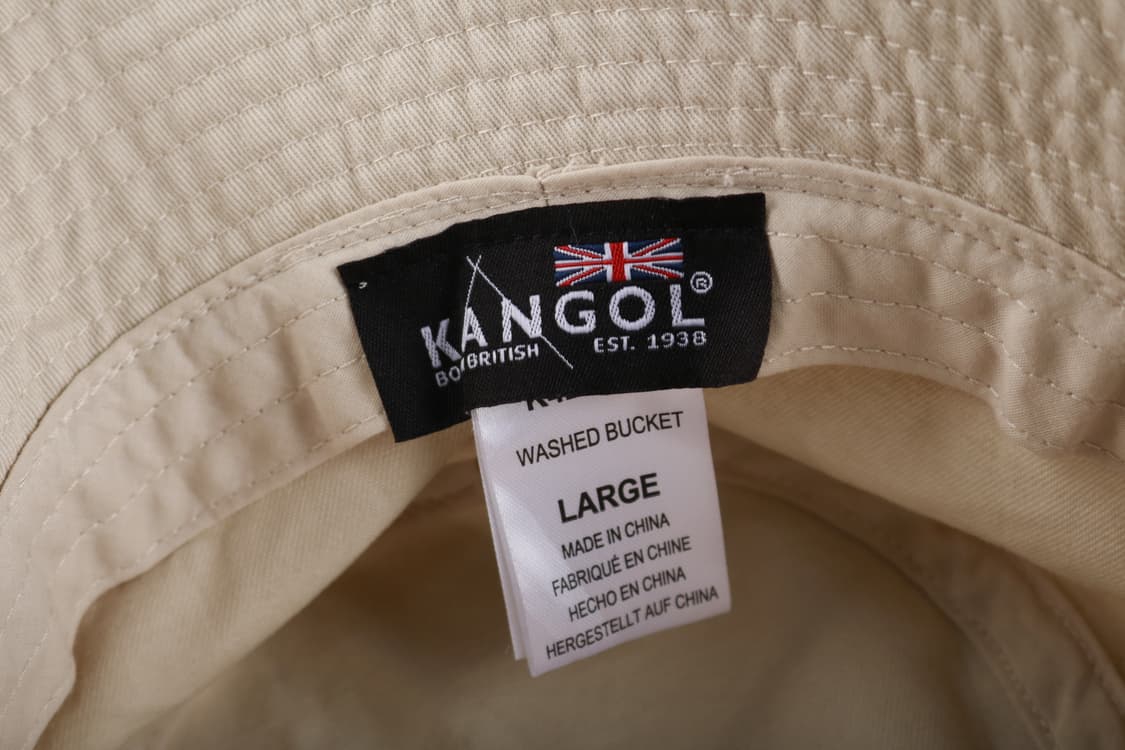 KANGOL®
BRITISH EST. 1938
WASHED BUCKET
LARGE
MADE IN CHINA
FABRIQUÉ EN CHINE
HECHO EN CHINA
HERGESTELLT AUF CHINA